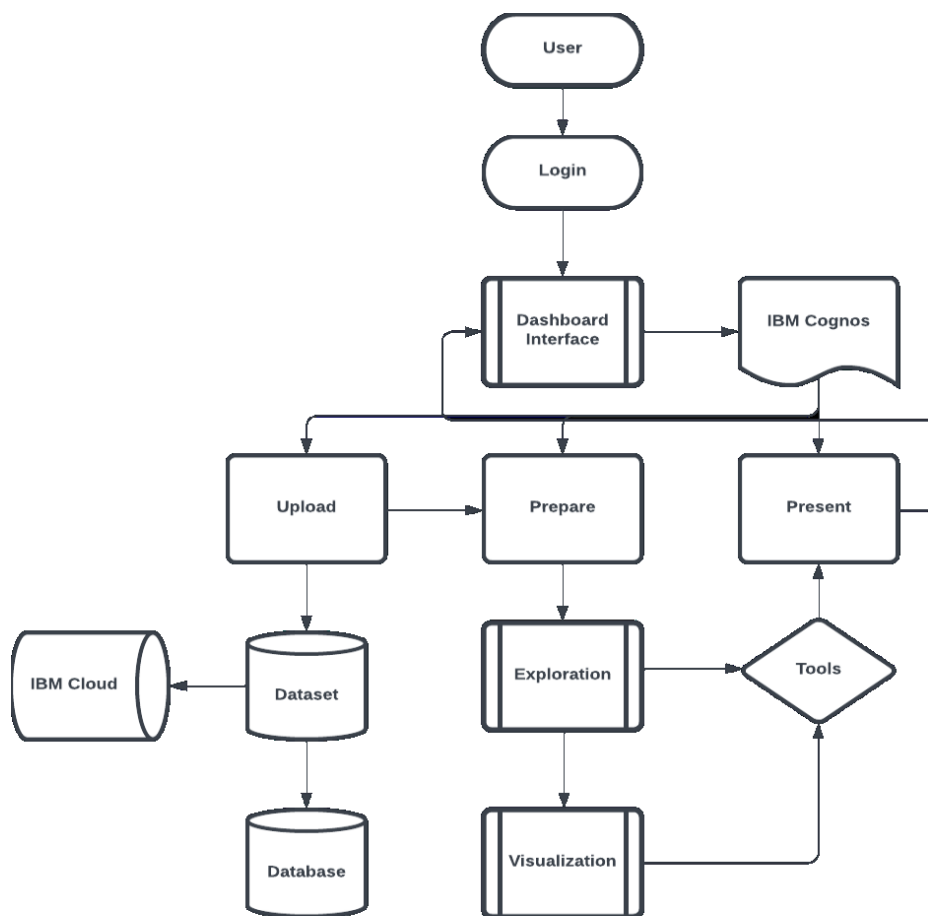 User
Login
Dashboard
Interface
IBM Cognos
Upload
Prepare
Present
IBM Cloud
Dataset
Exploration
Tools
Database
Visualization